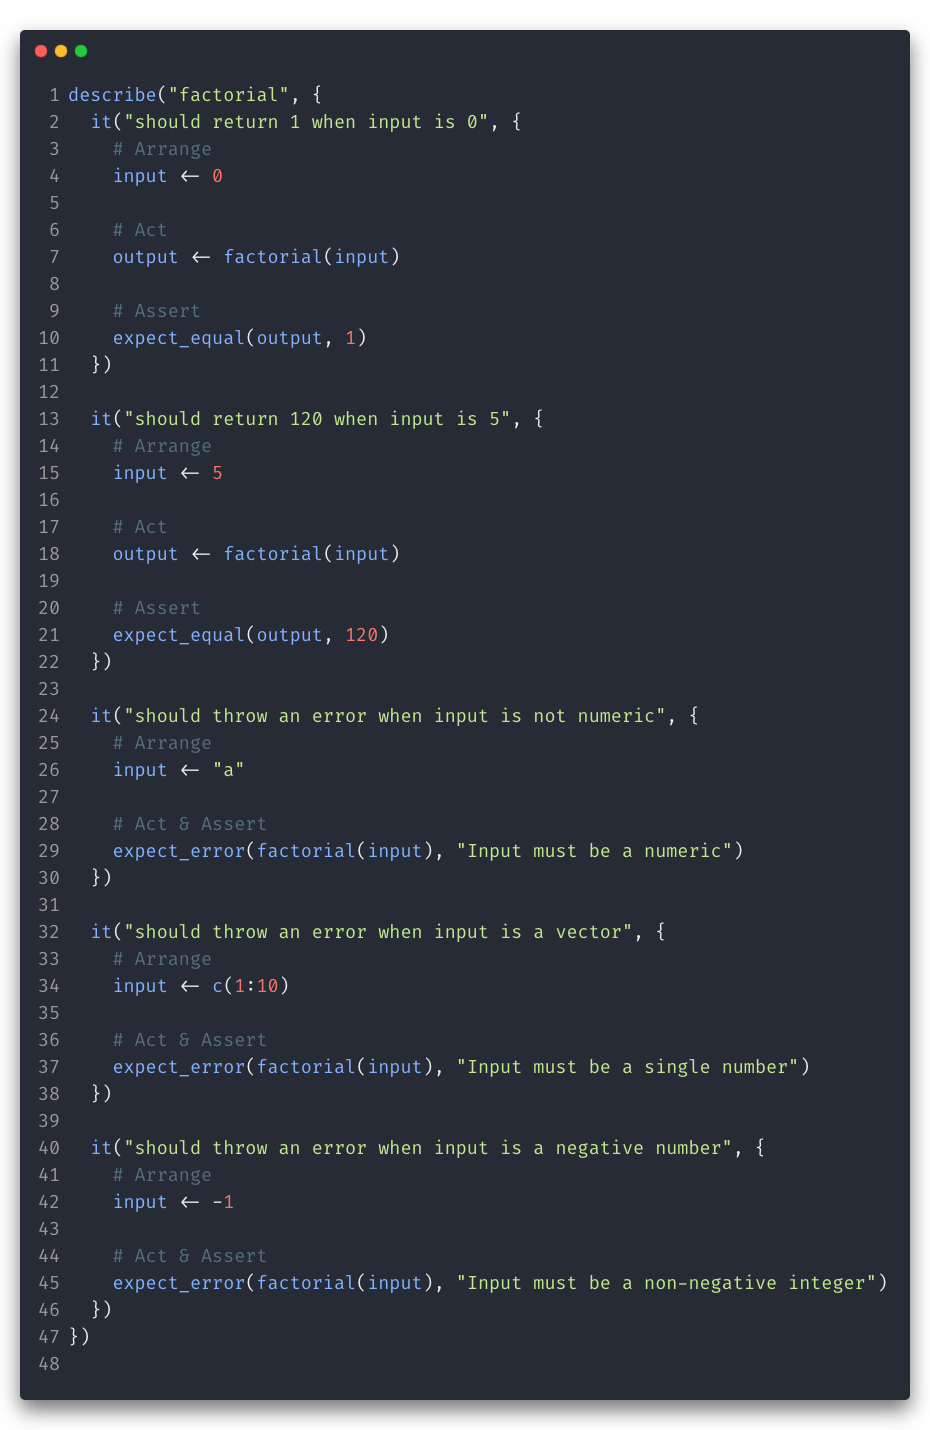 1 describe("factorial", {
2   it("should return 1 when input is 0", {
3     # Arrange
4     input <- 0
5
6     # Act
7     output <- factorial(input)
8
9     # Assert
10     expect_equal(output, 1)
11   })
12
13   it("should return 120 when input is 5", {
14     # Arrange
15     input <- 5
16
17     # Act
18     output <- factorial(input)
19
20     # Assert
21     expect_equal(output, 120)
22   })
23
24   it("should throw an error when input is not numeric", {
25     # Arrange
26     input <- "a"
27
28     # Act & Assert
29     expect_error(factorial(input), "Input must be a numeric")
30   })
31
32   it("should throw an error when input is a vector", {
33     # Arrange
34     input <- c(1:10)
35
36     # Act & Assert
37     expect_error(factorial(input), "Input must be a single number")
38   })
39
40   it("should throw an error when input is a negative number", {
41     # Arrange
42     input <- -1
43
44     # Act & Assert
45     expect_error(factorial(input), "Input must be a non-negative integer")
46   })
47 })
48